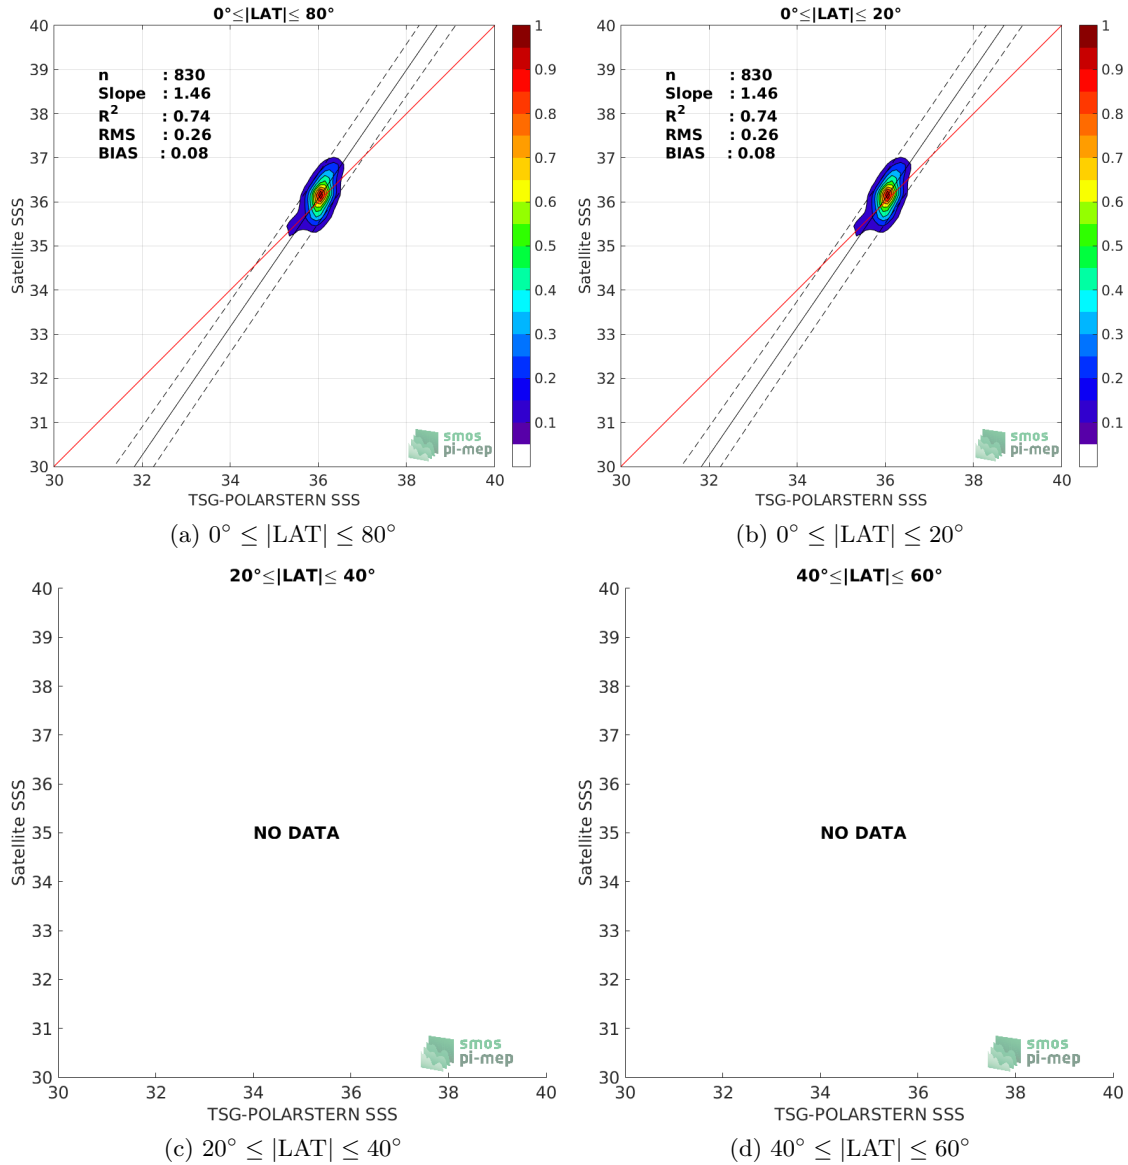 0°≤|LAT|≤ 80°
40
39
38
37
36
35
34
33
32
31
30
Satellite SSS
n : 830
Slope : 1.46
R² : 0.74
RMS : 0.26
BIAS : 0.08
smos
pi-mep
30 32 34 36 38 40
TSG-POLARSTERN SSS
1
0.9
0.8
0.7
0.6
0.5
0.4
0.3
0.2
0.1
(a) 0° ≤ |LAT| ≤ 80°
0°≤|LAT|≤ 20°
40
39
38
37
36
35
34
33
32
31
30
Satellite SSS
n : 830
Slope : 1.46
R² : 0.74
RMS : 0.26
BIAS : 0.08
smos
pi-mep
30 32 34 36 38 40
TSG-POLARSTERN SSS
1
0.9
0.8
0.7
0.6
0.5
0.4
0.3
0.2
0.1
(b) 0° ≤ |LAT| ≤ 20°
20°≤|LAT|≤ 40°
40
39
38
37
36
35
34
33
32
31
30
Satellite SSS
NO DATA
smos
pi-mep
30 32 34 36 38 40
TSG-POLARSTERN SSS
(c) 20° ≤ |LAT| ≤ 40°
40°≤|LAT|≤ 60°
40
39
38
37
36
35
34
33
32
31
30
Satellite SSS
NO DATA
smos
pi-mep
30 32 34 36 38 40
TSG-POLARSTERN SSS
(d) 40° ≤ |LAT| ≤ 60°